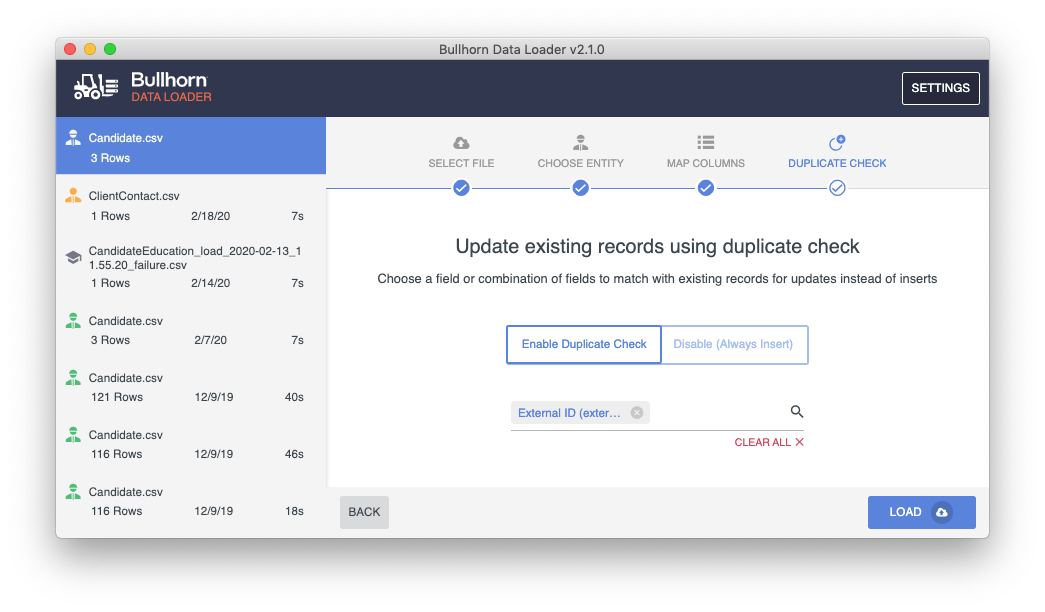 Bullhorn Data Loader v2.1.0
Bullhorn
DATA LOADER
SETTINGS
Candidate.csv
3 Rows
ClientContact.csv
1 Rows 2/18/20 7s
CandidateEducation_load_2020-02-13_1
1.55.20_failure.csv
1 Rows 2/14/20 7s
Candidate.csv
3 Rows 2/7/20 7s
Candidate.csv
121 Rows 12/9/19 40s
Candidate.csv
116 Rows 12/9/19 46s
Candidate.csv
116 Rows 12/9/19 18s
SELECT FILE CHOOSE ENTITY MAP COLUMNS DUPLICATE CHECK
Update existing records using duplicate check
Choose a field or combination of fields to match with existing records for updates instead of inserts
Enable Duplicate Check Disable (Always Insert)
External ID (exter...
CLEAR ALL
BACK LOAD